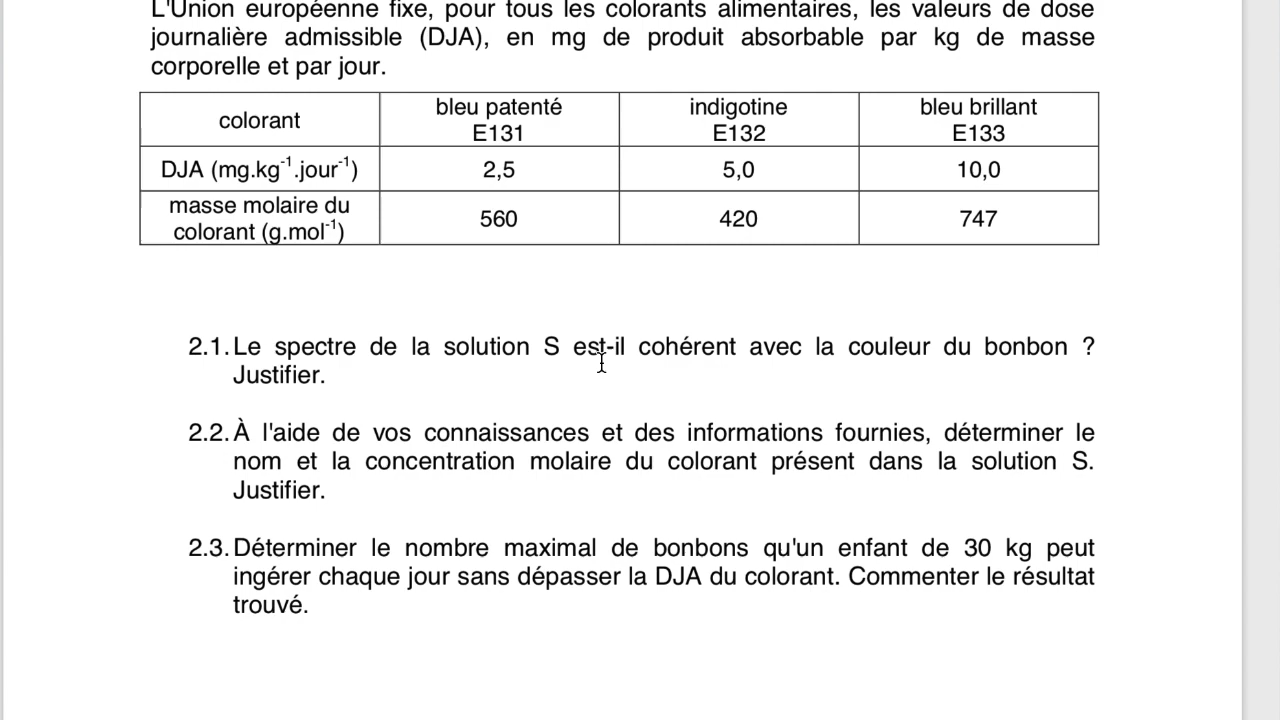 L'Union européenne fixe, pour tous les colorants alimentaires, les valeurs de dose
journalière admissible (DJA), en mg de produit absorbable par kg de masse
corporelle et par jour.
colorant
bleu patenté
E131
indigotine
E132
bleu brillant
E133
DJA (mg.kg⁻¹.jour⁻¹)
2,5
5,0
10,0
masse molaire du
colorant (g.mol⁻¹)
560
420
747
2.1. Le spectre de la solution S est-il cohérent avec la couleur du bonbon ?
Justifier.
2.2. À l'aide de vos connaissances et des informations fournies, déterminer le
nom et la concentration molaire du colorant présent dans la solution S.
Justifier.
2.3. Déterminer le nombre maximal de bonbons qu'un enfant de 30 kg peut
ingérer chaque jour sans dépasser la DJA du colorant. Commenter le résultat
trouvé.